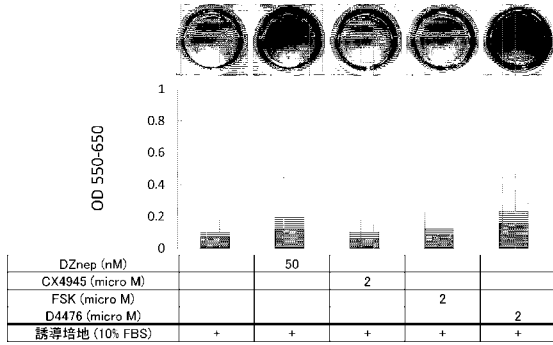 1
0.8
0.6
0.4
0.2
0
OD 550-650
DZnep (nM) 50
CX4945 (micro M) 2
FSK (micro M) 2
D4476 (micro M) 2
誘導培地 (10% FBS) + + + + +